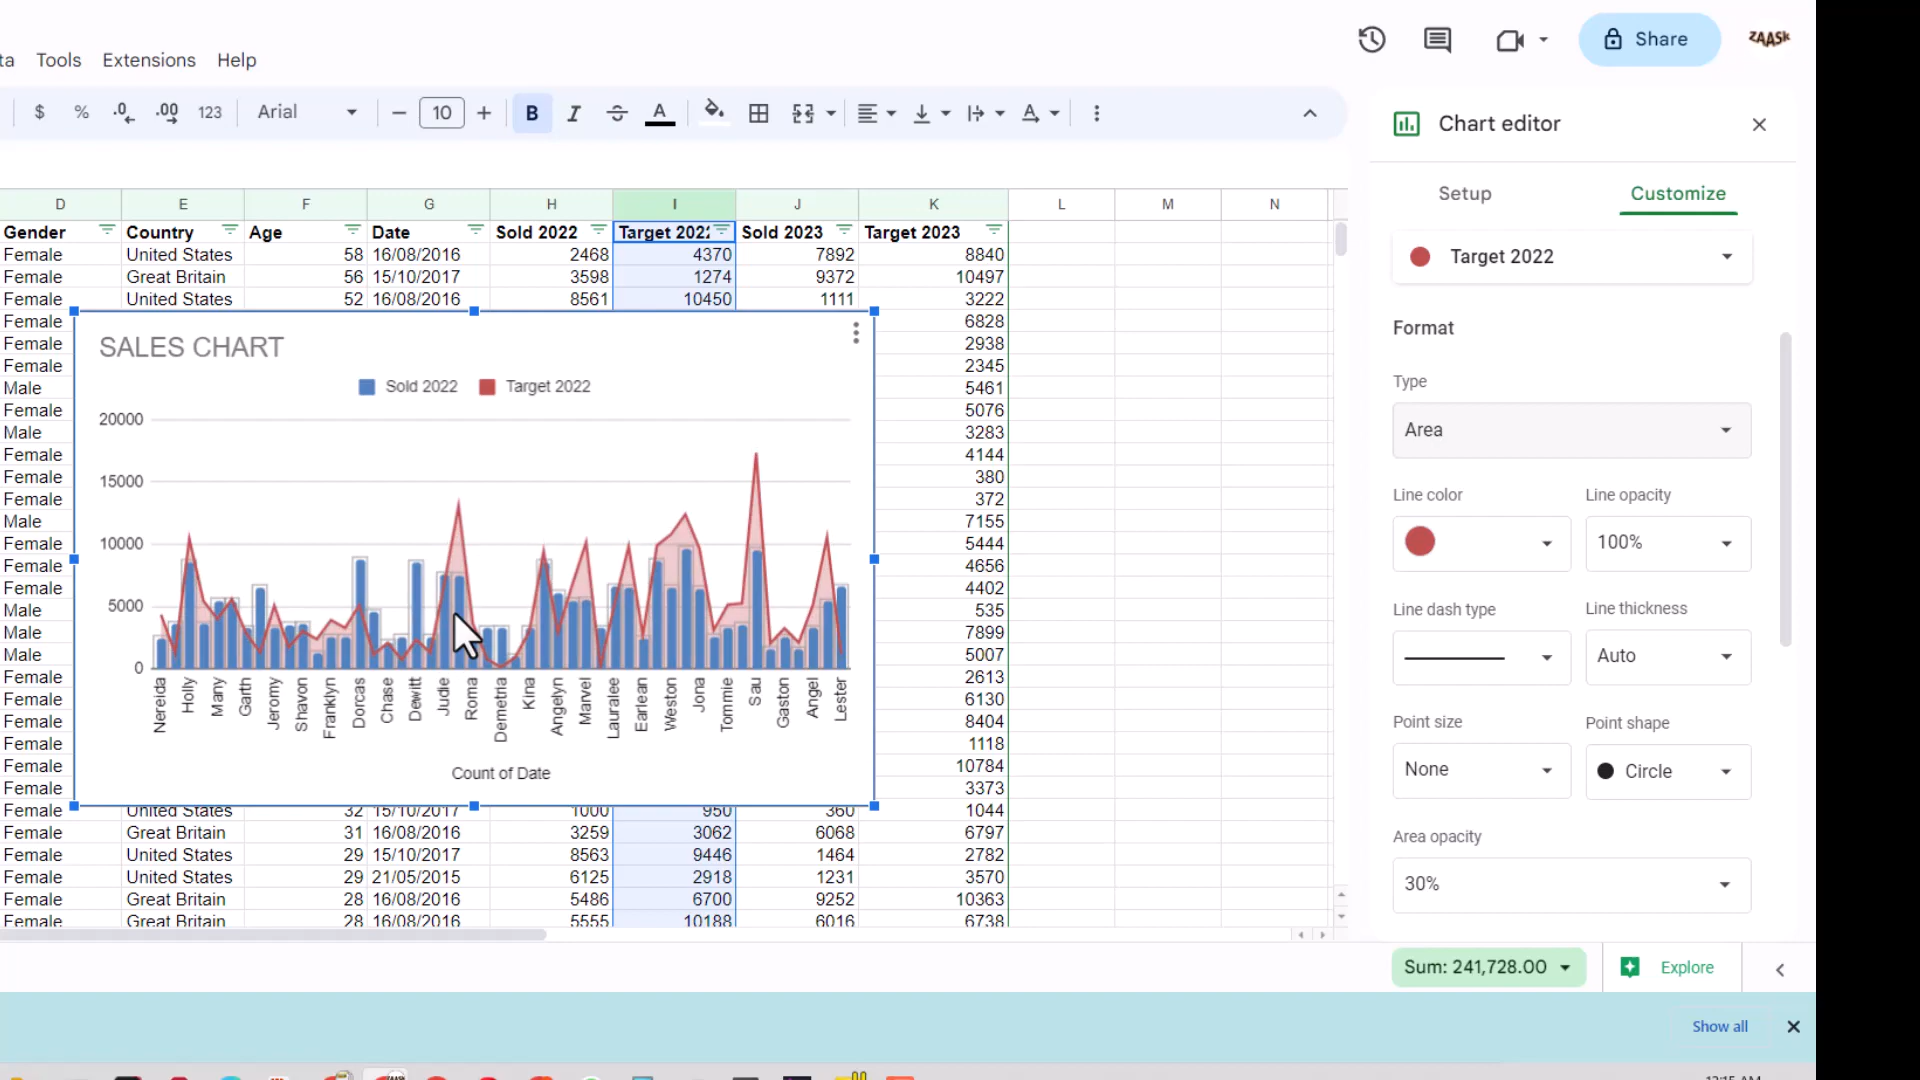 ta Tools Extensions Help
Share
ZAASK
$ % .0 .00 123 Arial 10 B I S A
Chart editor
Setup Customize
Target 2022
Format
Type
Area
Line color Line opacity
100%
Line dash type Line thickness
Auto
Point size Point shape
None Circle
Area opacity
30%
D E F G H I J K L M N
Gender Country Age Date Sold 2022 Target 2022 Sold 2023 Target 2023
Female United States 58 16/08/2016 2468 4370 7892 8840
Female Great Britain 56 15/10/2017 3598 1274 9372 10497
Female United States 52 16/08/2016 8561 10450 1111 3222
Female 6828
Female 2938
Female 2345
Male 5461
Female 5076
Male 3283
Female 4144
Female 380
Female 372
Male 7155
Female 5444
Female 4656
Female 4402
Male 535
Male 7899
Male 5007
Female 2613
Female 6130
Female 8404
Female 1118
Female 10784
Female 3373
Female United States 32 15/10/2017 1000 950 360 1044
Female Great Britain 31 16/08/2016 3259 3062 6068 6797
Female United States 29 15/10/2017 8563 9446 1464 2782
Female United States 29 21/05/2015 6125 2918 1231 3570
Female Great Britain 28 16/08/2016 5486 6700 9252 10363
Female Great Britain 28 16/08/2016 5555 10188 6016 6738
SALES CHART
Sold 2022 Target 2022
20000
15000
10000
5000
0
Nereida Holly Many Garth Jeromy Shavon Franklyn Dorcas Chase Dewitt Judie Roma Demetria Kina Angelyn Marvel Lauralee Earlean Weston Jona Tommie Sau Gaston Angel Lester
Count of Date
Sum: 241,728.00 Explore
Show all